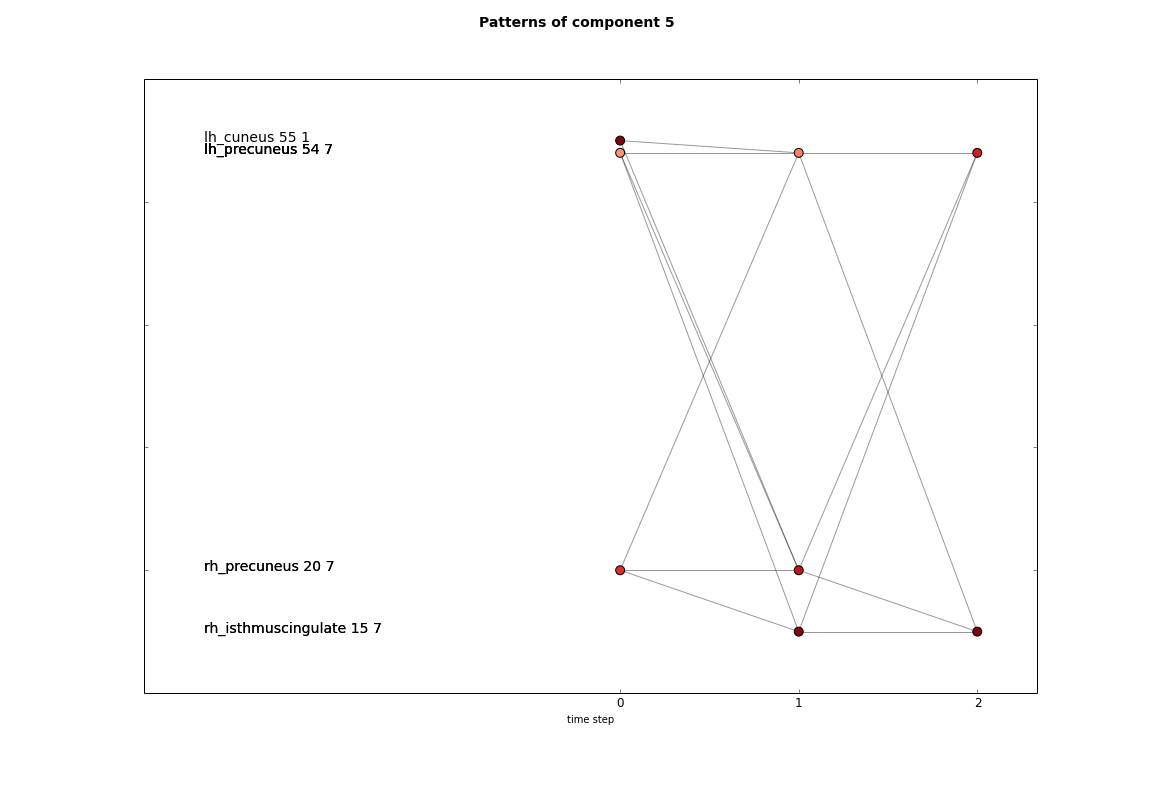 Patterns of component 5
lh_cuneus 55 1
lh_precuneus 54 7
rh_precuneus 20 7
rh_isthmuscingulate 15 7
0 1 2
time step